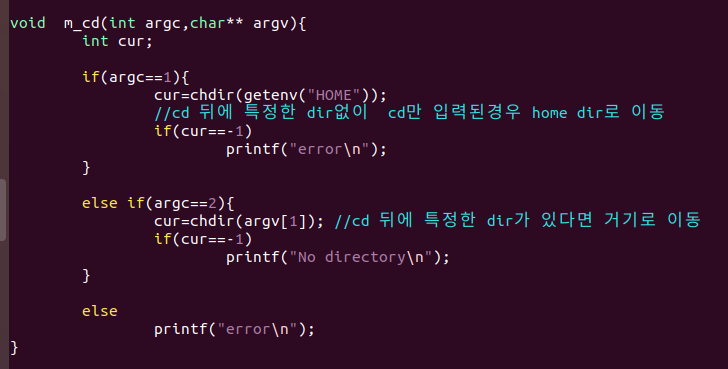 void  m_cd(int argc,char** argv){
        int cur;
        if(argc==1){
                cur=chdir(getenv("HOME"));
                //cd 뒤에 특정한 dir없이  cd만 입력된경우 home dir로 이동
                if(cur==-1)
                        printf("error\n");
        }
        else if(argc==2){
                cur=chdir(argv[1]); //cd 뒤에 특정한 dir가 있다면 거기로 이동
                if(cur==-1)
                        printf("No directory\n");
        }
        else
                printf("error\n");
}